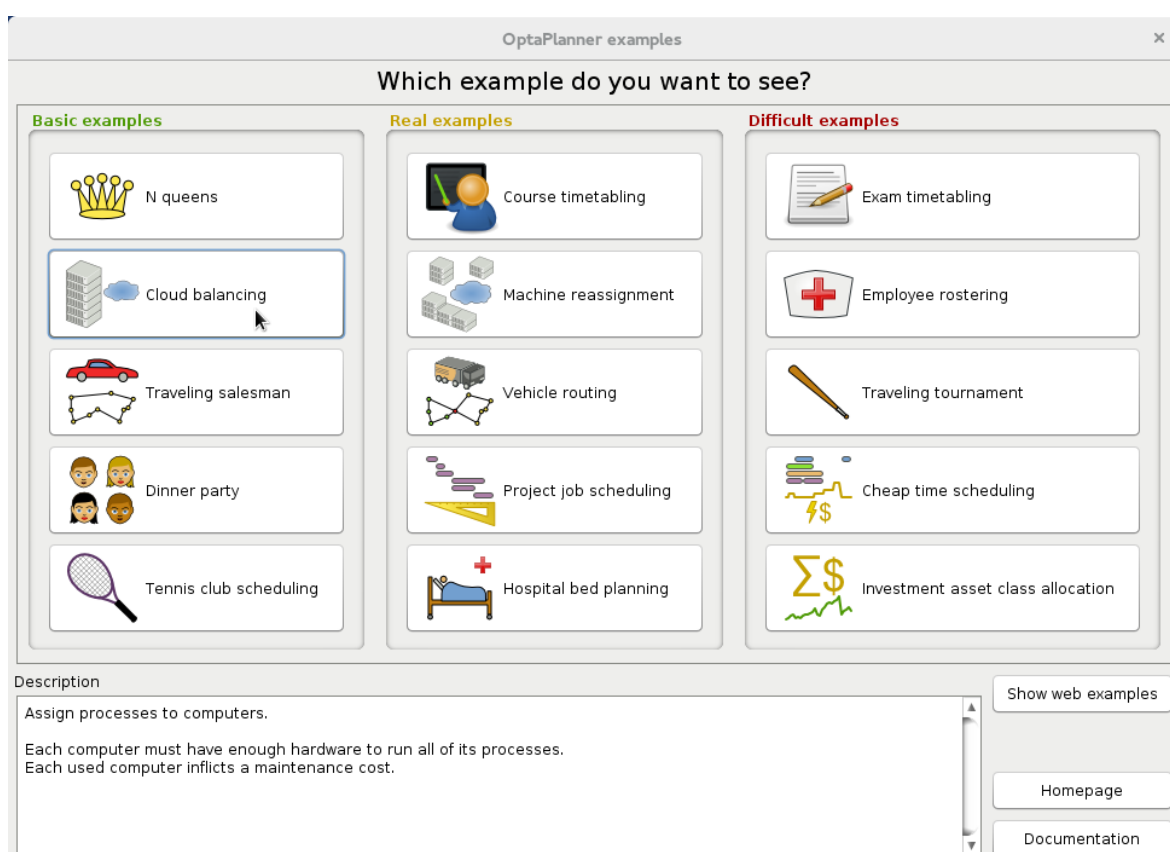 OptaPlanner examples
Which example do you want to see?
Basic examples
N queens
Cloud balancing
Traveling salesman
Dinner party
Tennis club scheduling
Real examples
Course timetabling
Machine reassignment
Vehicle routing
Project job scheduling
Hospital bed planning
Difficult examples
Exam timetabling
Employee rostering
Traveling tournament
Cheap time scheduling
Investment asset class allocation
Description
Assign processes to computers.
Each computer must have enough hardware to run all of its processes.
Each used computer inflicts a maintenance cost.
Show web examples
Homepage
Documentation